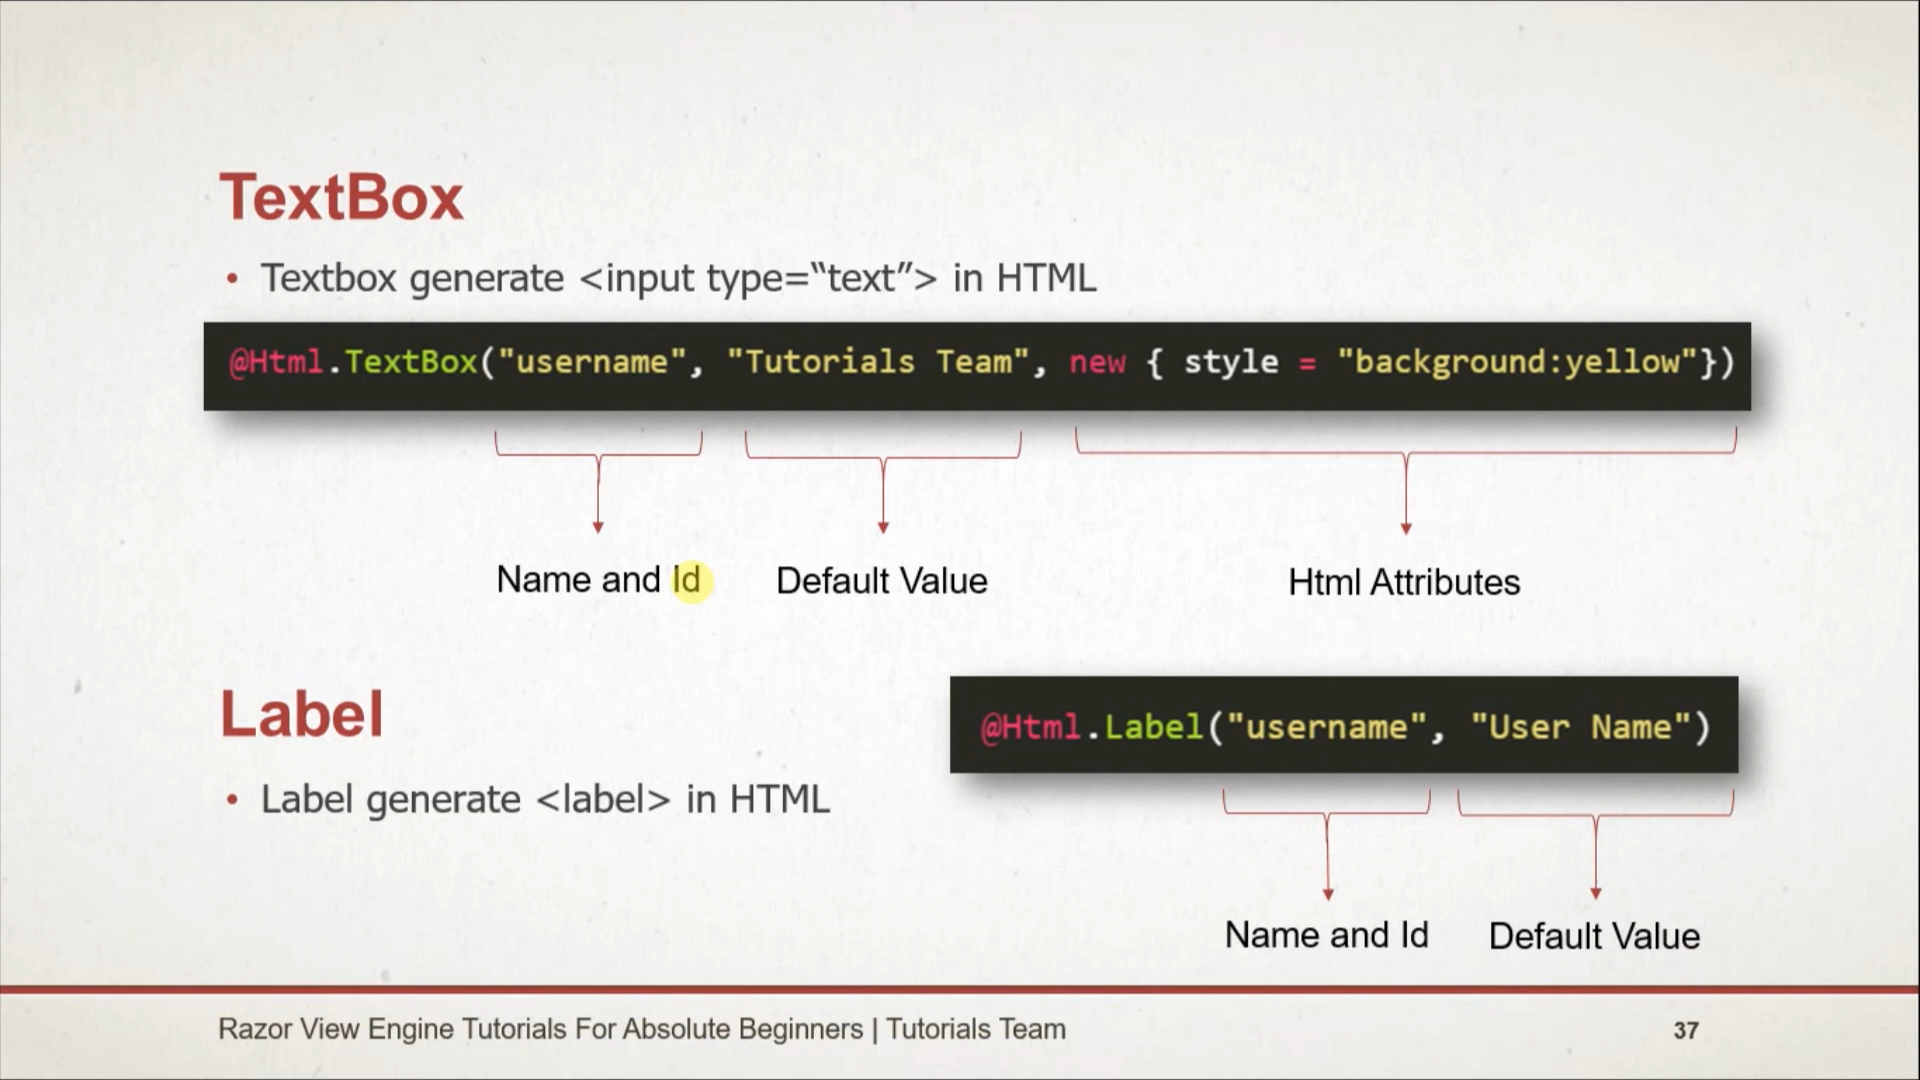 TextBox
• Textbox generate <input type=“text”> in HTML
@Html.TextBox("username", "Tutorials Team", new { style = "background:yellow"})
Name and Id
Default Value
Html Attributes
Label
@Html.Label("username", "User Name")
• Label generate <label> in HTML
Name and Id
Default Value
Razor View Engine Tutorials For Absolute Beginners | Tutorials Team
37